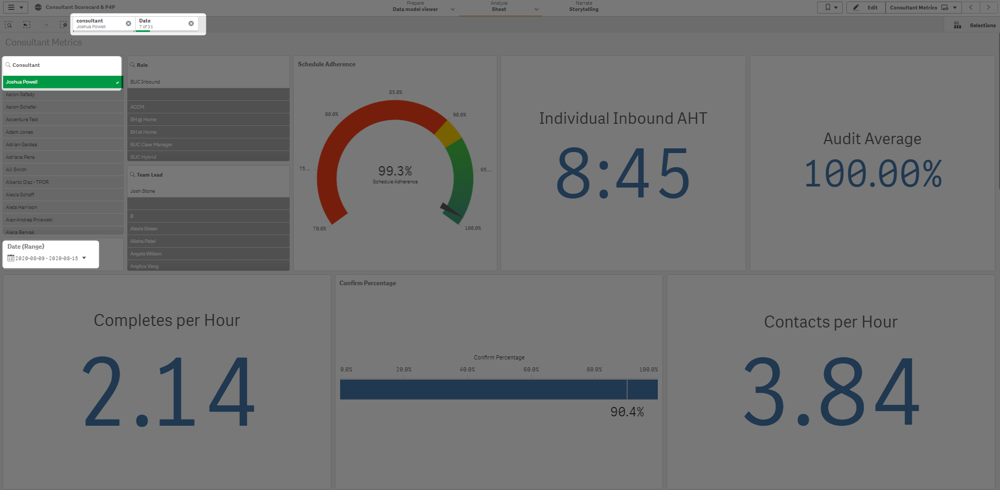 Consultant Scorecard & P4P
Prepare
Data model viewer
Analyze
Sheet
Narrate
Storytelling
Edit
Consultant Metrics
consultant
Joshua Powell
Date
7 of 31
Selections
Consultant Metrics
Consultant
Joshua Powell
Aaron Safady
Aaron Schafer
Accenture Test
Adam Jones
Adrian Gardea
Adriana Pena
Aili Smith
Alberto Diaz - TPDR
Alecia Schaff
Aleta Harrison
Alex-Andrea Pniewski
Alexa Benyak
Date (Range)
12
2020-08-09 - 2020-08-15
Role
BUC Inbound
ACCM
BH @ Home
BH at Home
BUC Case Manager
BUC Hybrid
Team Lead
Josh Stone
0
Alexia Green
Alisha Patel
Angela Wilson
Anglica Vang
Schedule Adherence
70.0%
75....
80.0%
85.0%
90.0%
95....
100.0%
99.3%
Schedule Adherence
Individual Inbound AHT
8:45
Audit Average
100.00%
Completes per Hour
2.14
Confirm Percentage
Confirm Percentage
0.0% 20.0% 40.0% 60.0% 80.0% 100.0%
90.4%
Contacts per Hour
3.84